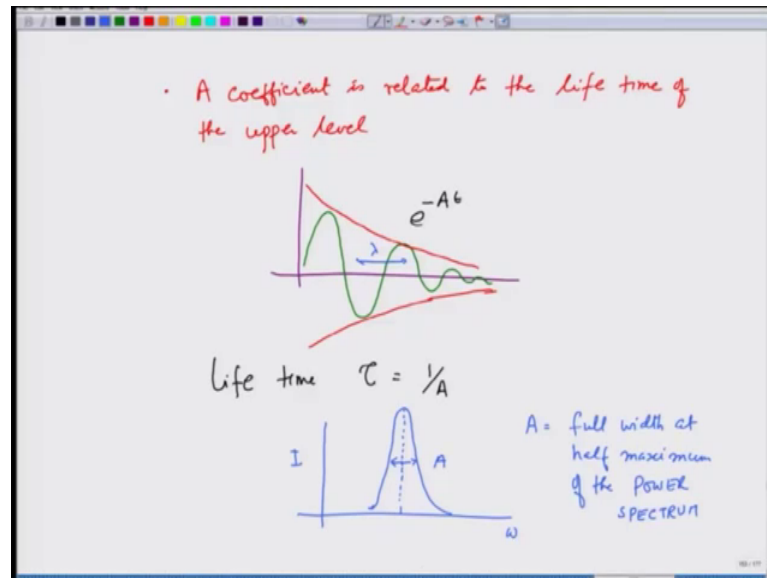 · A coefficient is related to the life time of
the upper level
e^{-At}
λ
life time τ = 1/A
I
A
ω
A = full width at
half maximum
of the POWER
SPECTRUM